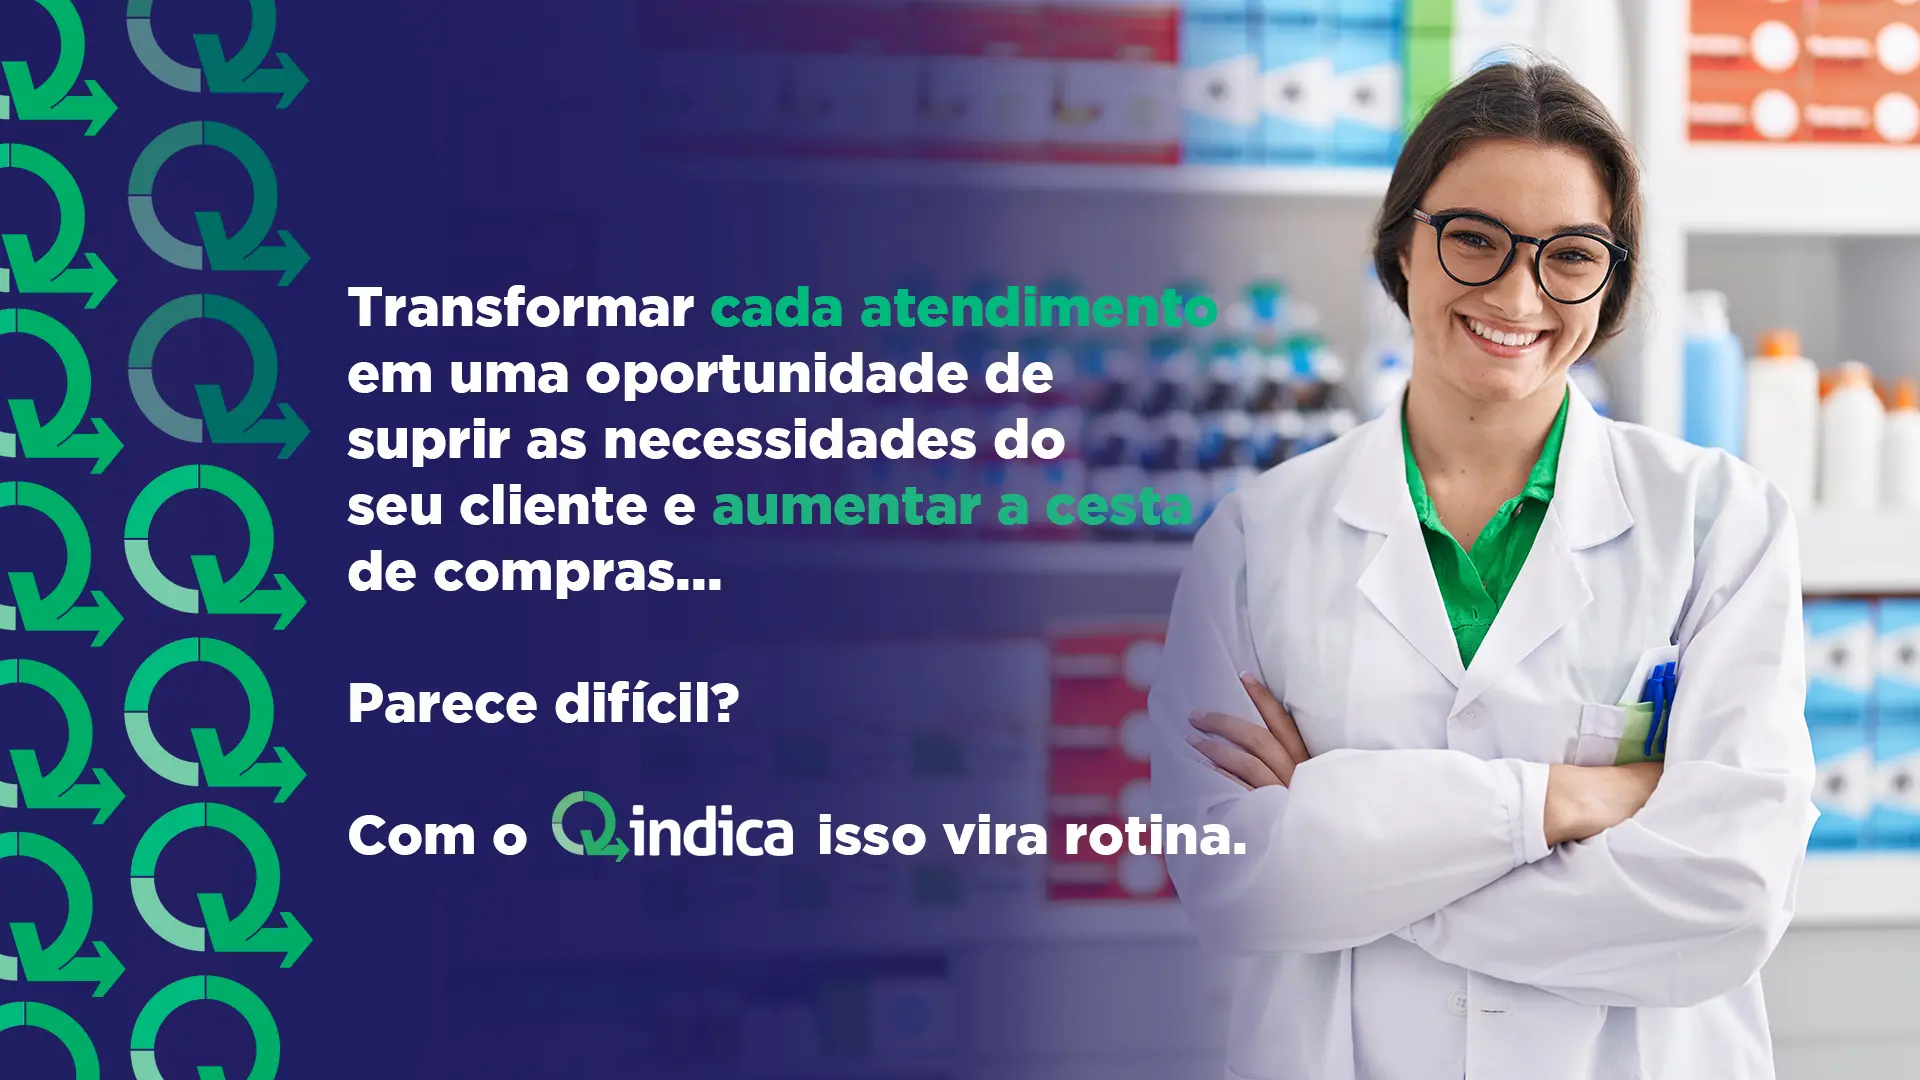 Transformar cada atendimento
em uma oportunidade de
suprir as necessidades do
seu cliente e aumentar a cesta
de compras...
Parece difícil?
Com o Qindica isso vira rotina.